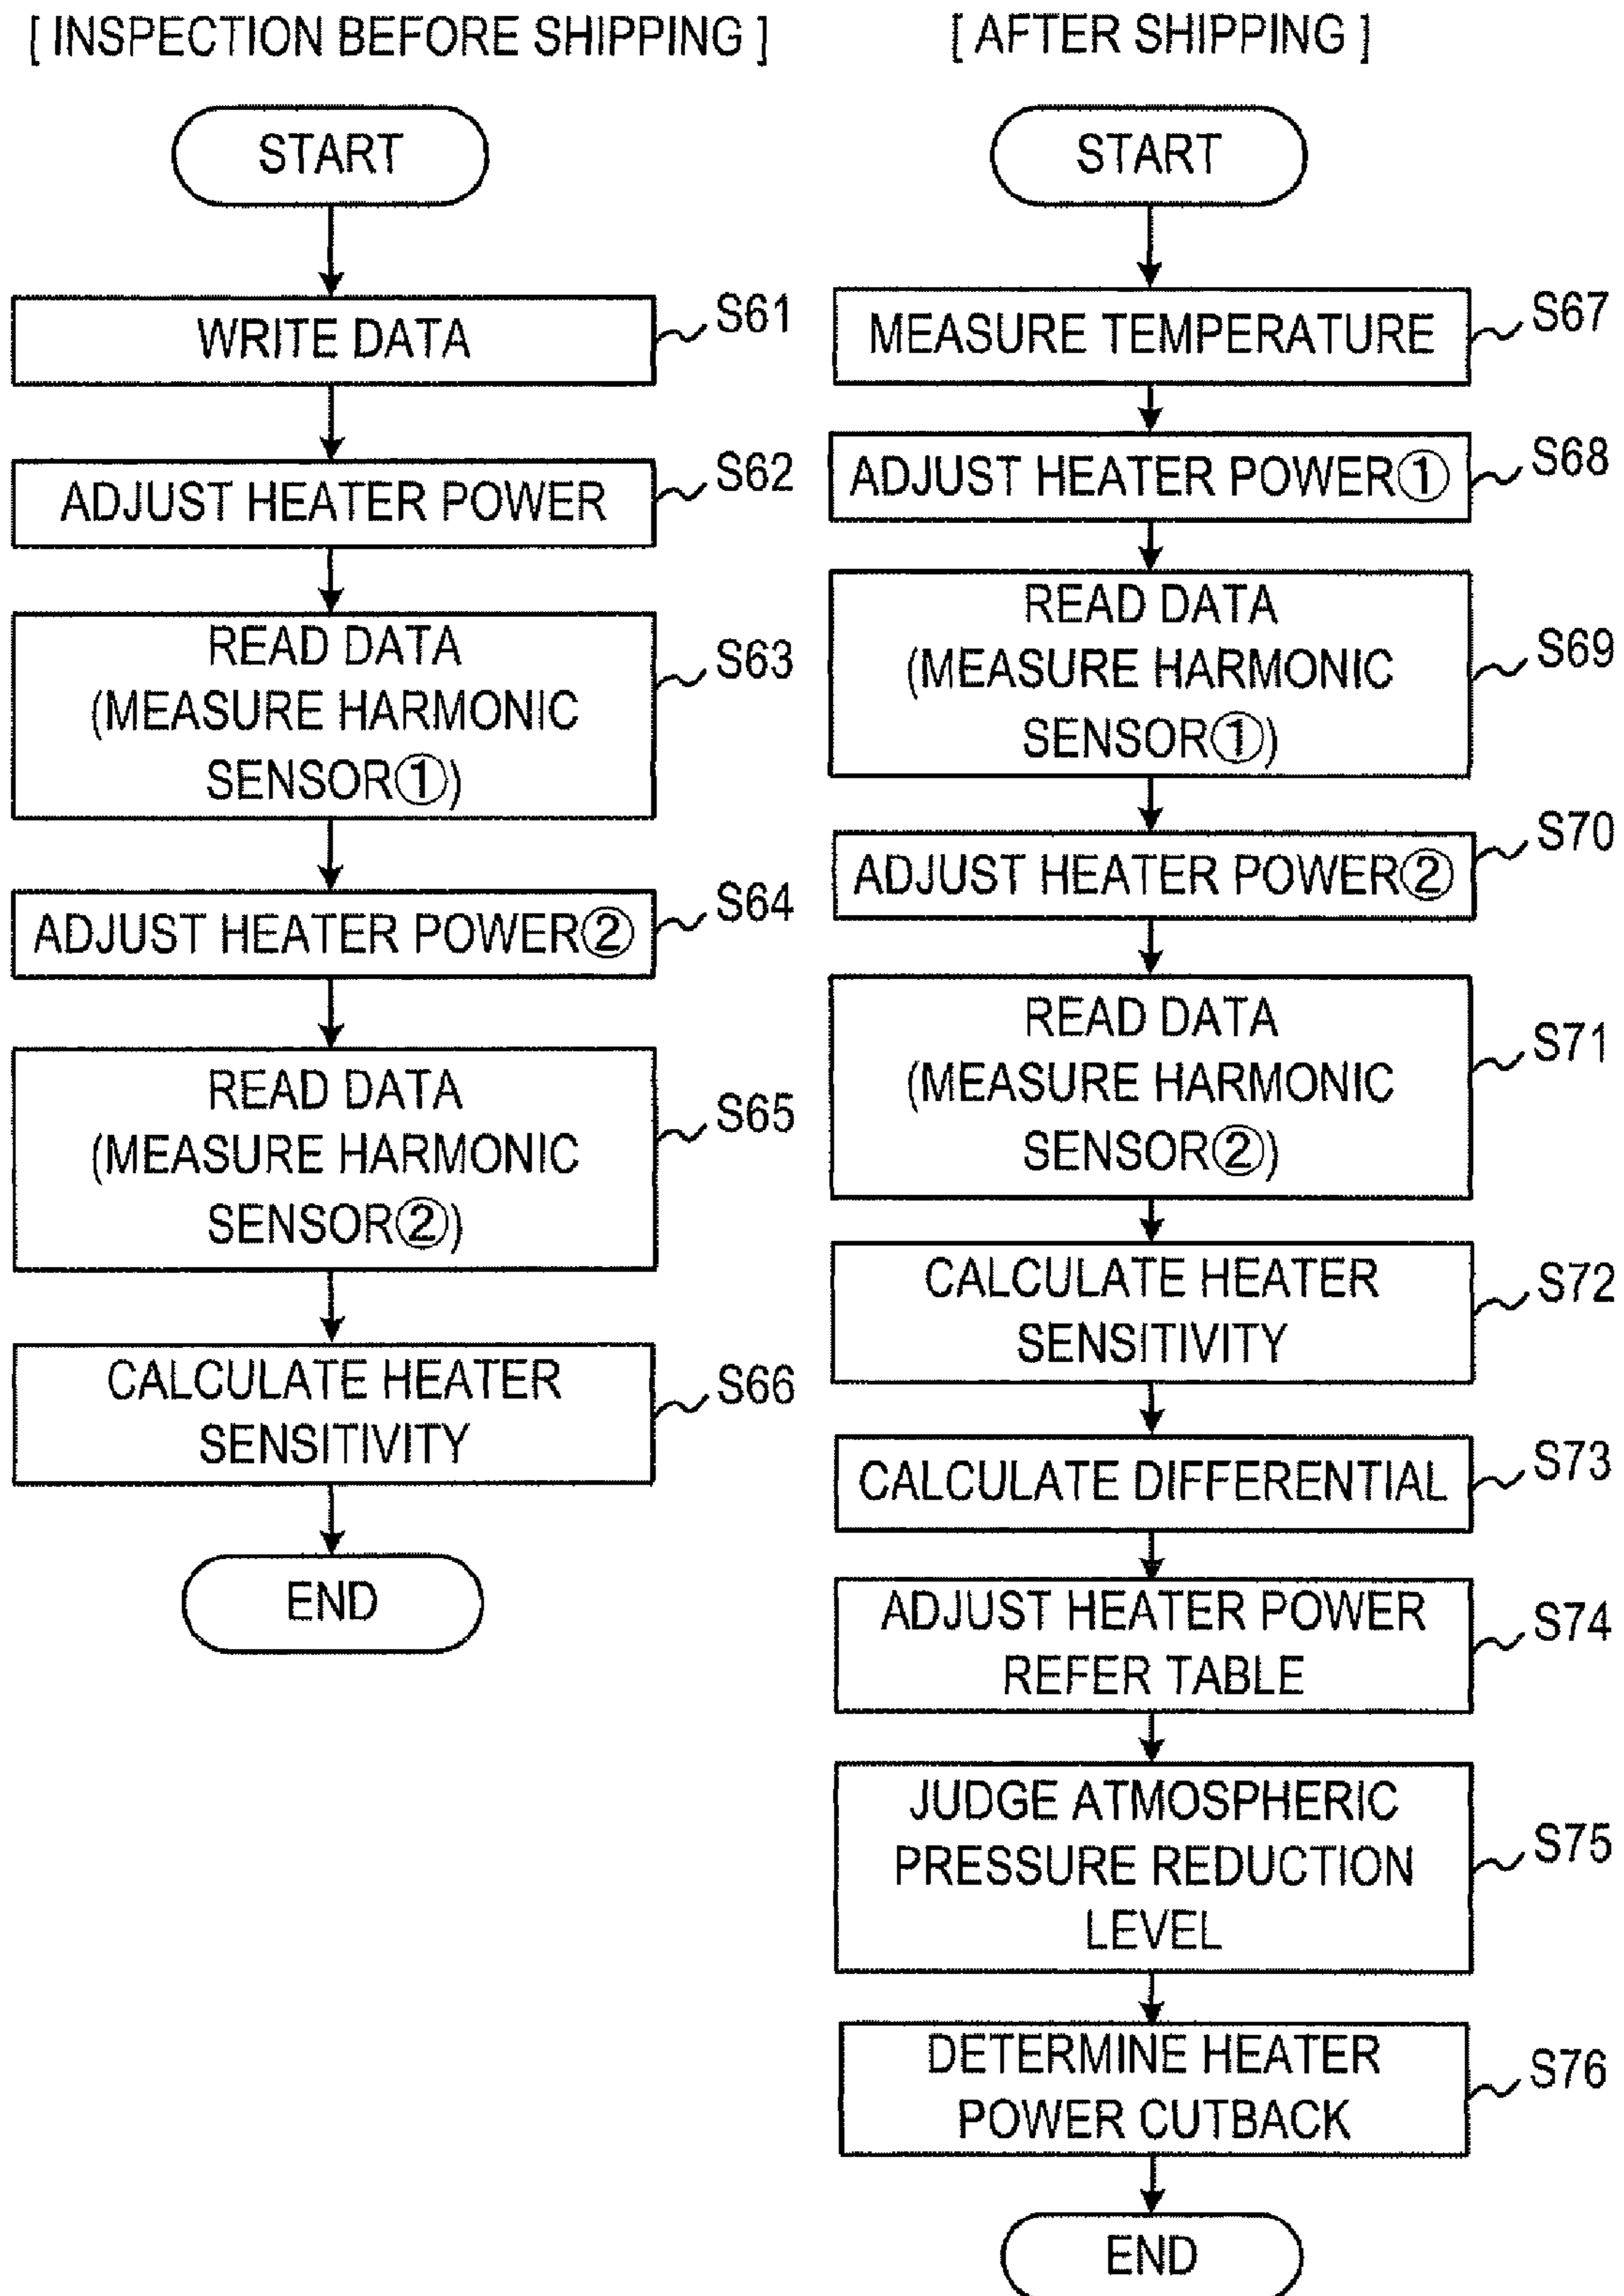 [ INSPECTION BEFORE SHIPPING ]
START
WRITE DATA
S61
ADJUST HEATER POWER
S62
READ DATA
(MEASURE HARMONIC
SENSOR①)
S63
ADJUST HEATER POWER②
S64
READ DATA
(MEASURE HARMONIC
SENSOR②)
S65
CALCULATE HEATER
SENSITIVITY
S66
END
[ AFTER SHIPPING ]
START
MEASURE TEMPERATURE
S67
ADJUST HEATER POWER①
S68
READ DATA
(MEASURE HARMONIC
SENSOR①)
S69
ADJUST HEATER POWER②
S70
READ DATA
(MEASURE HARMONIC
SENSOR②)
S71
CALCULATE HEATER
SENSITIVITY
S72
CALCULATE DIFFERENTIAL
S73
ADJUST HEATER POWER
REFER TABLE
S74
JUDGE ATMOSPHERIC
PRESSURE REDUCTION
LEVEL
S75
DETERMINE HEATER
POWER CUTBACK
S76
END